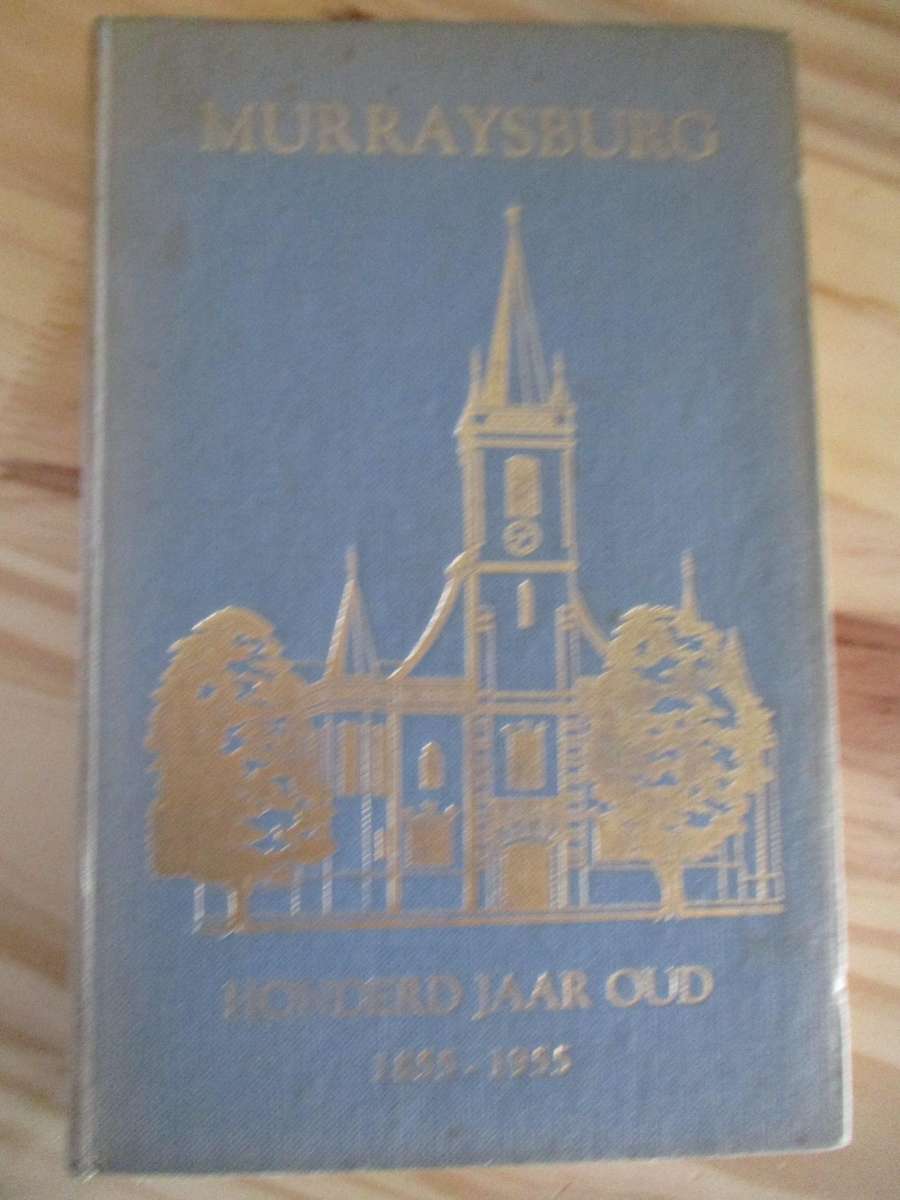 MURRAYSBURG
HONDERD JAAR OUD
1855 - 1955